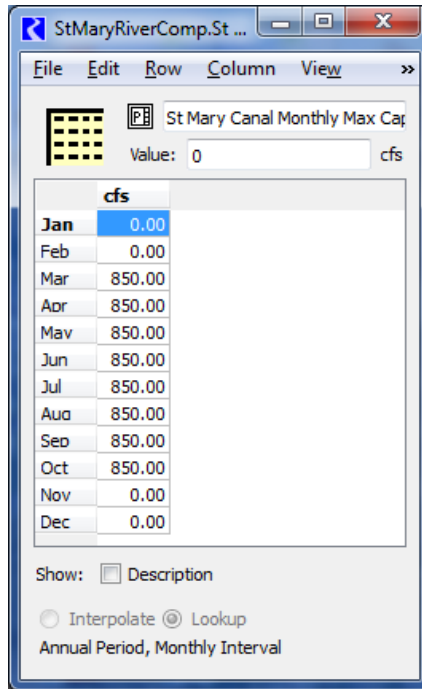 StMaryRiverComp.St ...
File Edit Row Column View »
St Mary Canal Monthly Max Cap
Value: 0 cfs
cfs
Jan 0.00
Feb 0.00
Mar 850.00
Apr 850.00
May 850.00
Jun 850.00
Jul 850.00
Aug 850.00
Sep 850.00
Oct 850.00
Nov 0.00
Dec 0.00
Show: Description
Interpolate Lookup
Annual Period, Monthly Interval